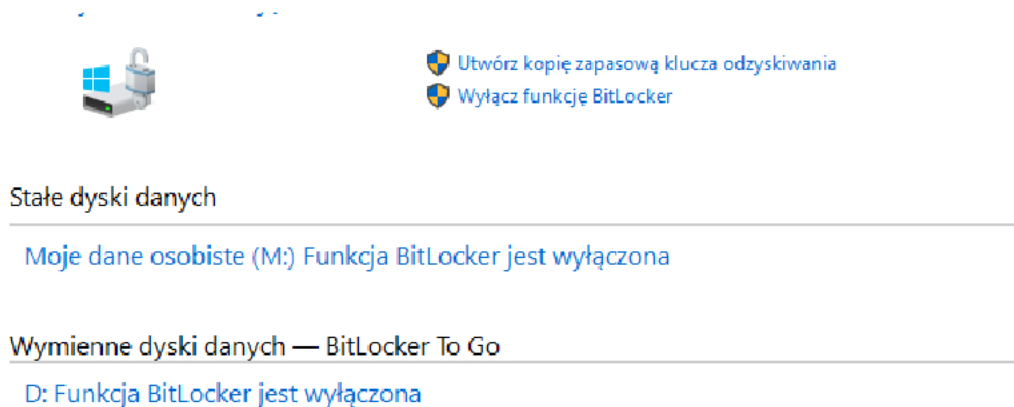 Utwórz kopię zapasową klucza odzyskiwania
Wyłącz funkcję BitLocker
Stałe dyski danych
Moje dane osobiste (M:) Funkcja BitLocker jest wyłączona
Wymienne dyski danych — BitLocker To Go
D: Funkcja BitLocker jest wyłączona